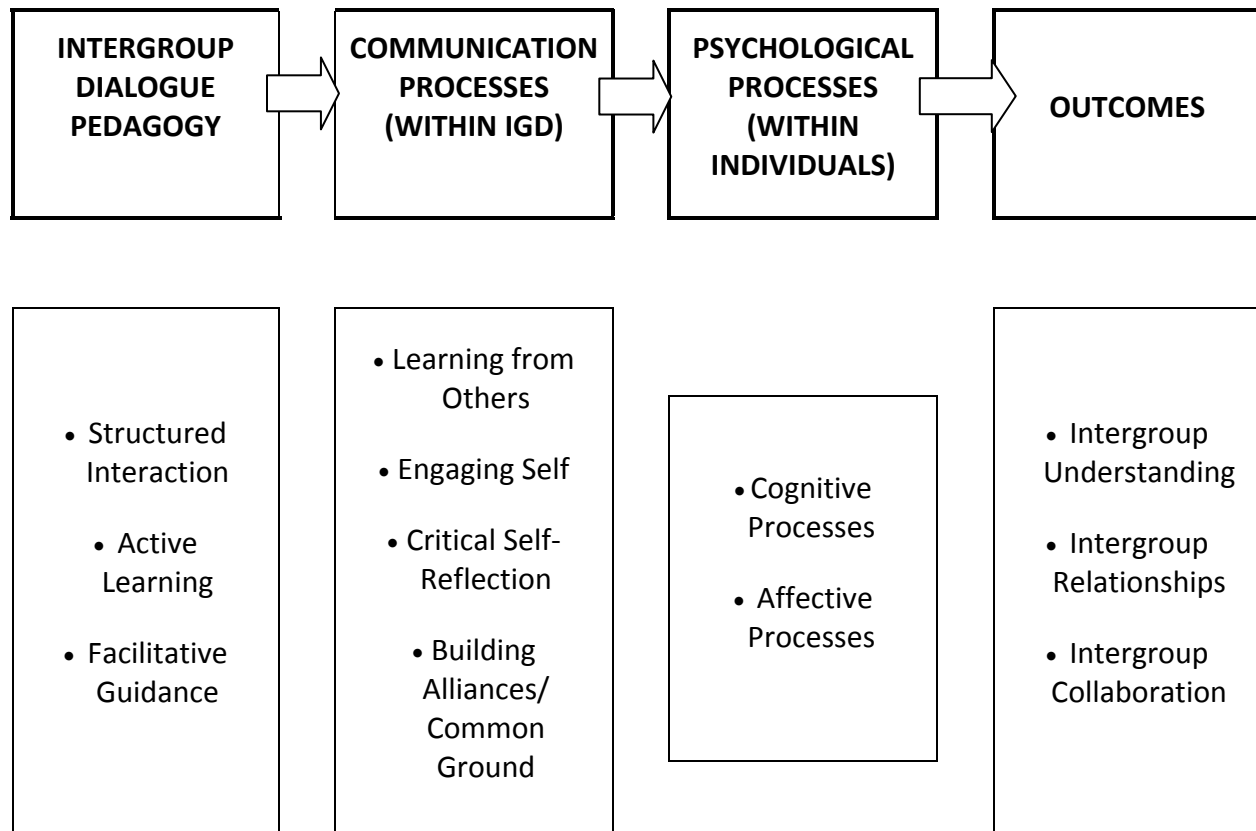 INTERGROUP
DIALOGUE
PEDAGOGY
COMMUNICATION
PROCESSES
(WITHIN IGD)
PSYCHOLOGICAL
PROCESSES
(WITHIN
INDIVIDUALS)
OUTCOMES
• Structured
Interaction
• Active
Learning
• Facilitative
Guidance
• Learning from
Others
• Engaging Self
• Critical Self-
Reflection
• Building
Alliances/
Common
Ground
• Cognitive
Processes
• Affective
Processes
• Intergroup
Understanding
• Intergroup
Relationships
• Intergroup
Collaboration